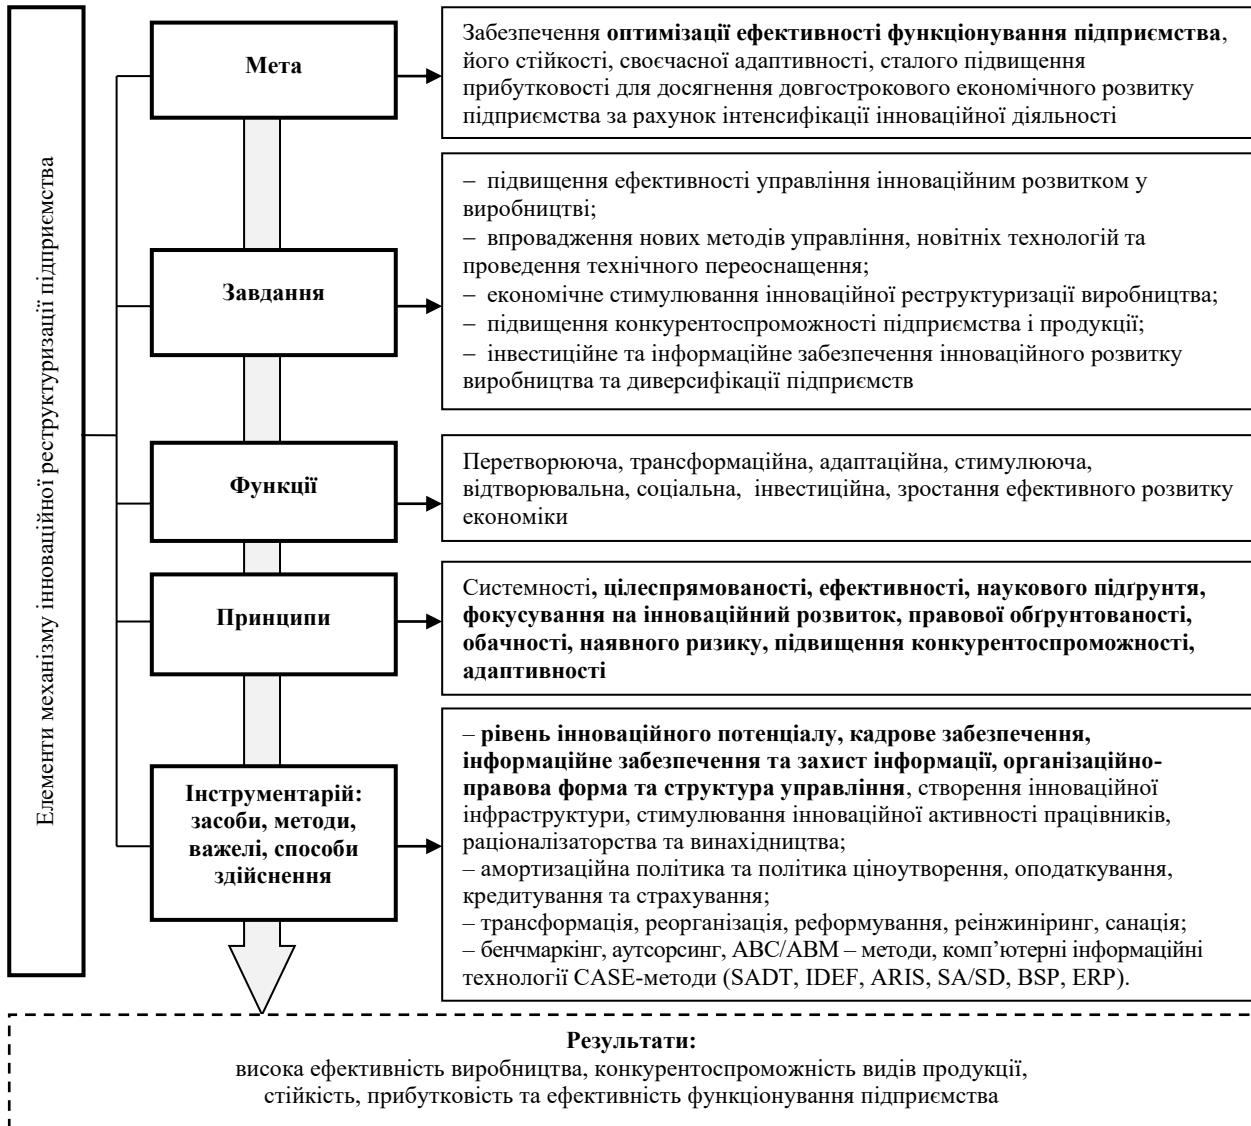 Елементи механізму інноваційної реструктуризації підприємства
Мета
Забезпечення оптимізації ефективності функціонування підприємства,
його стійкості, своєчасної адаптивності, сталого підвищення
прибутковості для досягнення довгострокового економічного розвитку
підприємства за рахунок інтенсифікації інноваційної діяльності
Завдання
– підвищення ефективності управління інноваційним розвитком у
виробництві;
– впровадження нових методів управління, новітніх технологій та
проведення технічного переоснащення;
– економічне стимулювання інноваційної реструктуризації виробництва;
– підвищення конкурентоспроможності підприємства і продукції;
– інвестиційне та інформаційне забезпечення інноваційного розвитку
виробництва та диверсифікації підприємств
Функції
Перетворююча, трансформаційна, адаптаційна, стимулююча,
відтворювальна, соціальна, інвестиційна, зростання ефективного розвитку
економіки
Принципи
Системності, цілеспрямованості, ефективності, наукового підґрунтя,
фокусування на інноваційний розвиток, правової обґрунтованості,
обачності, наявного ризику, підвищення конкурентоспроможності,
адаптивності
Інструментарій:
засоби, методи,
важелі, способи
здійснення
– рівень інноваційного потенціалу, кадрове забезпечення,
інформаційне забезпечення та захист інформації, організаційно-
правова форма та структура управління, створення інноваційної
інфраструктури, стимулювання інноваційної активності працівників,
раціоналізаторства та винахідництва;
– амортизаційна політика та політика ціноутворення, оподаткування,
кредитування та страхування;
– трансформація, реорганізація, реформування, реінжиніринг, санація;
– бенчмаркінг, аутсорсинг, АВС/АВМ – методи, комп’ютерні інформаційні
технології CASE-методи (SADT, IDEF, ARIS, SA/SD, BSP, ERP).
Результати:
висока ефективність виробництва, конкурентоспроможність видів продукції,
стійкість, прибутковість та ефективність функціонування підприємства